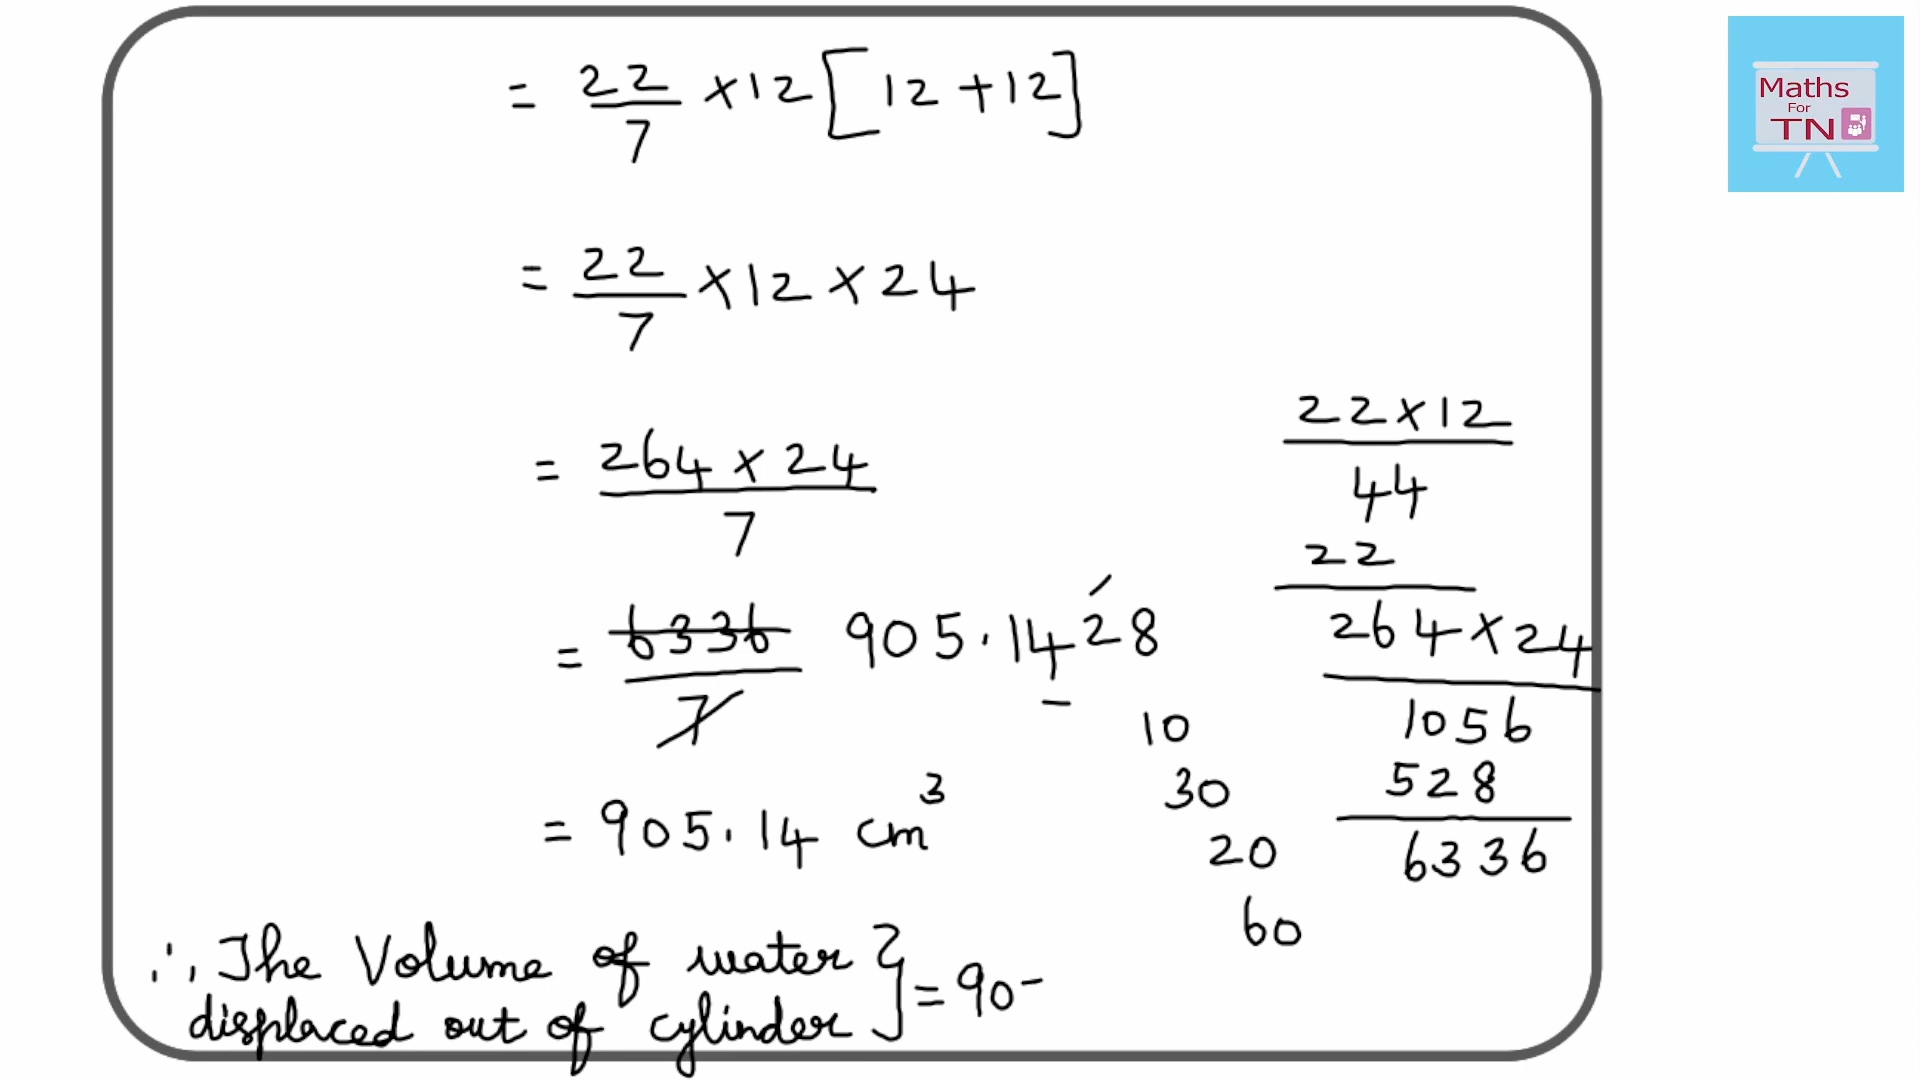 = 22/7 ×12[12+12]
= 22/7 ×12×24
= 264×24/7
= 6336/7 905.1428
= 905.14 cm³
∴ The Volume of water
displaced out of cylinder } = 90
22×12
44
22
264×24
1056
528
6336
10
30
20
60
Maths
For
TN